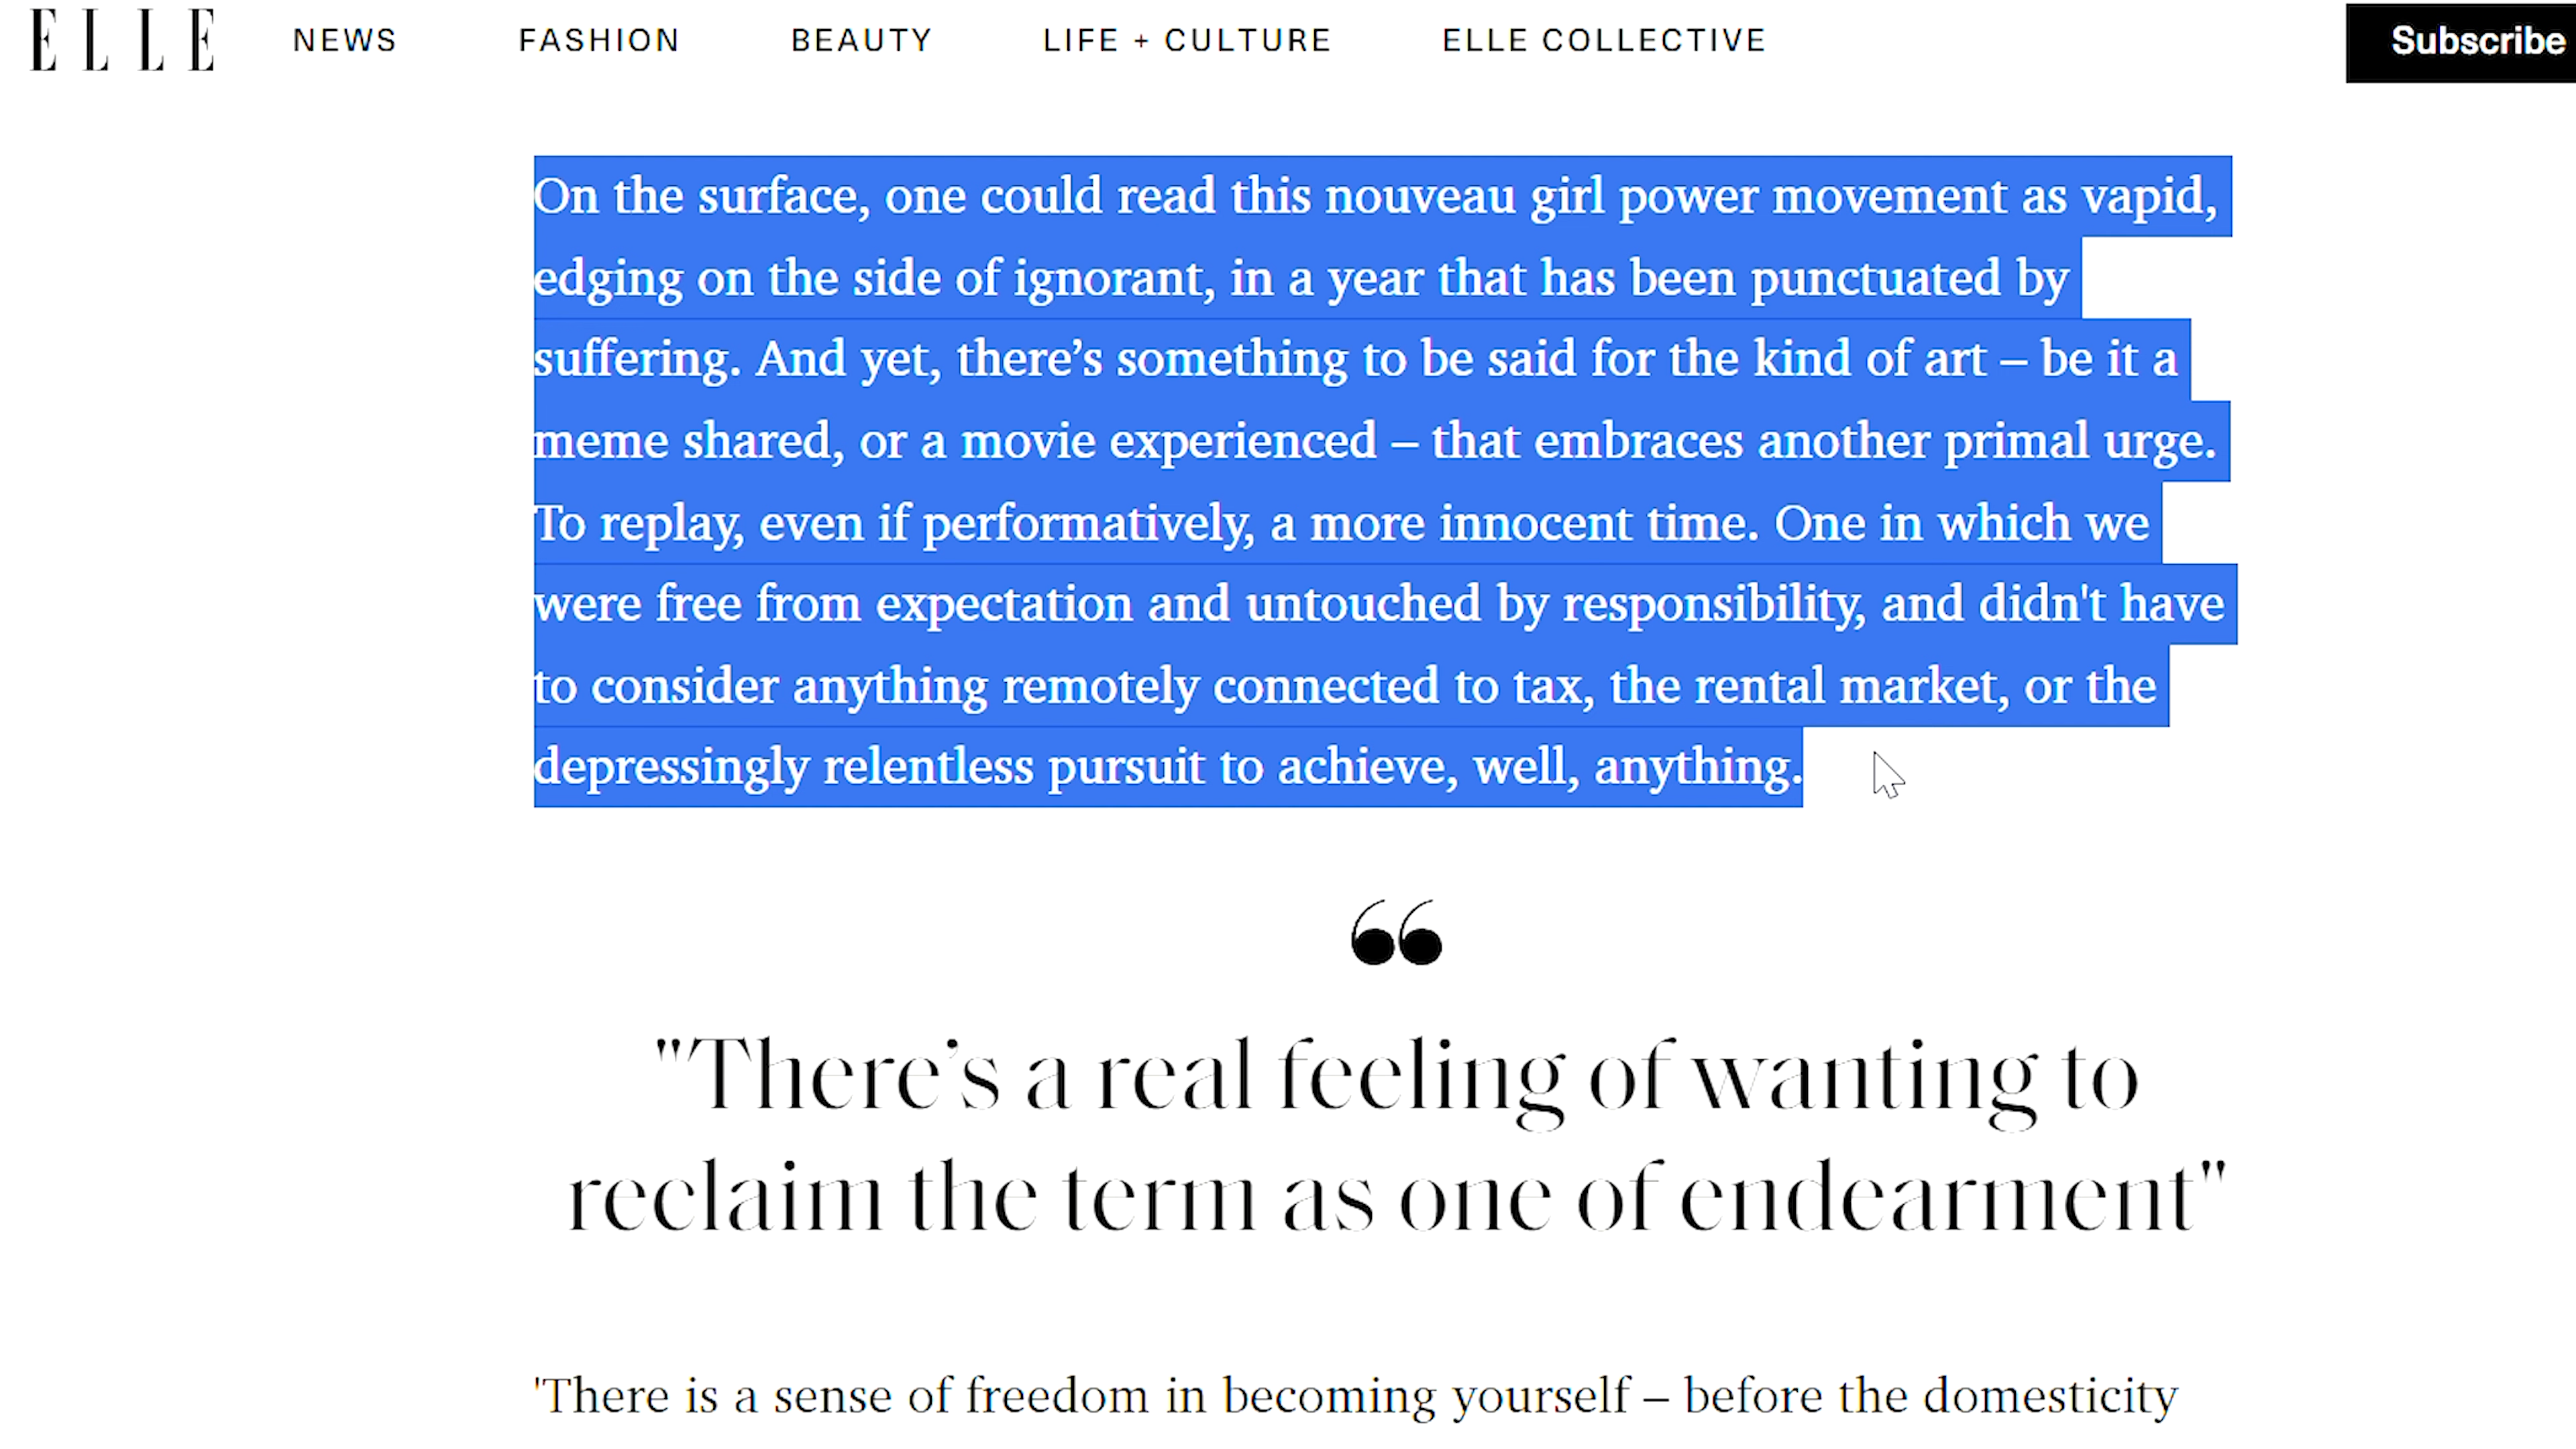 ELLE NEWS FASHION BEAUTY LIFE + CULTURE ELLE COLLECTIVE Subscribe
On the surface, one could read this nouveau girl power movement as vapid,
edging on the side of ignorant, in a year that has been punctuated by
suffering. And yet, there’s something to be said for the kind of art – be it a
meme shared, or a movie experienced – that embraces another primal urge.
To replay, even if performatively, a more innocent time. One in which we
were free from expectation and untouched by responsibility, and didn't have
to consider anything remotely connected to tax, the rental market, or the
depressingly relentless pursuit to achieve, well, anything.
“
"There’s a real feeling of wanting to
reclaim the term as one of endearment"
'There is a sense of freedom in becoming yourself – before the domesticity